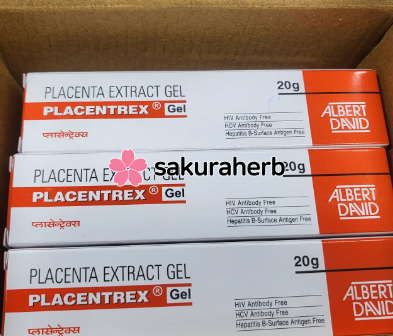 PLACENTA EXTRACT GEL
20g
PLACENTREX® Gel
HIV Antibody Free
HCV Antibody Free
Hepatitis B-Surface Antigen Free
ALBERT
DAVID
प्लासेन्ट्रेक्स
sakuraherb
PLACENTA EXTRACT GEL
20g
PLACENTREX® Gel
HIV Antibody Free
HCV Antibody Free
Hepatitis B-Surface Antigen Free
ALBERT
DAVID
प्लासेन्ट्रेक्स
PLACENTA EXTRACT GEL
20g
PLACENTREX® Gel
HIV Antibody Free
HCV Antibody Free
Hepatitis B-Surface Antigen Free
ALBERT
DAVID
प्लासेन्ट्रेक्स